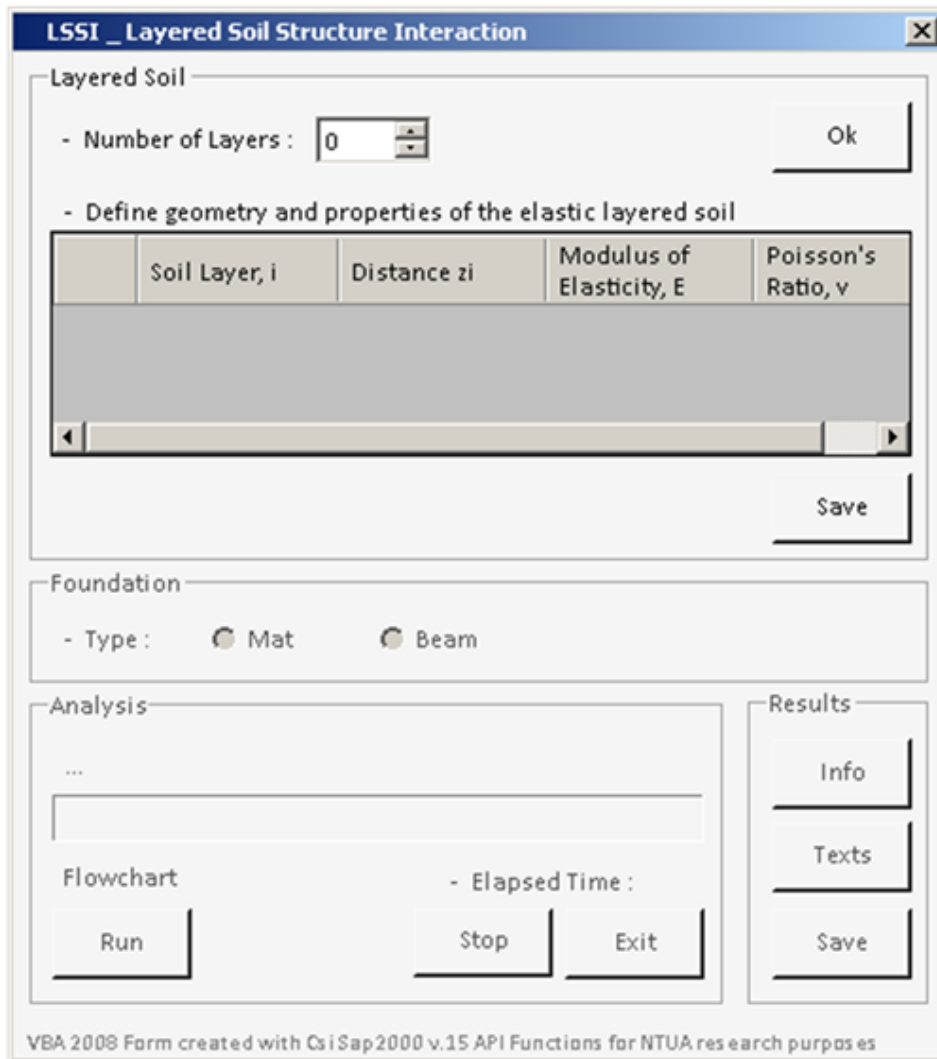 LSSI _ Layered Soil Structure Interaction
Layered Soil
- Number of Layers : 0
Ok
- Define geometry and properties of the elastic layered soil
Soil Layer, i
Distance zi
Modulus of
Elasticity, E
Poisson's
Ratio, v
Save
Foundation
- Type : Mat Beam
Analysis
...
Flowchart
- Elapsed Time :
Run
Stop
Exit
Results
Info
Texts
Save
VBA 2008 Form created with CsiSap2000 v.15 API Functions for NTUA research purposes